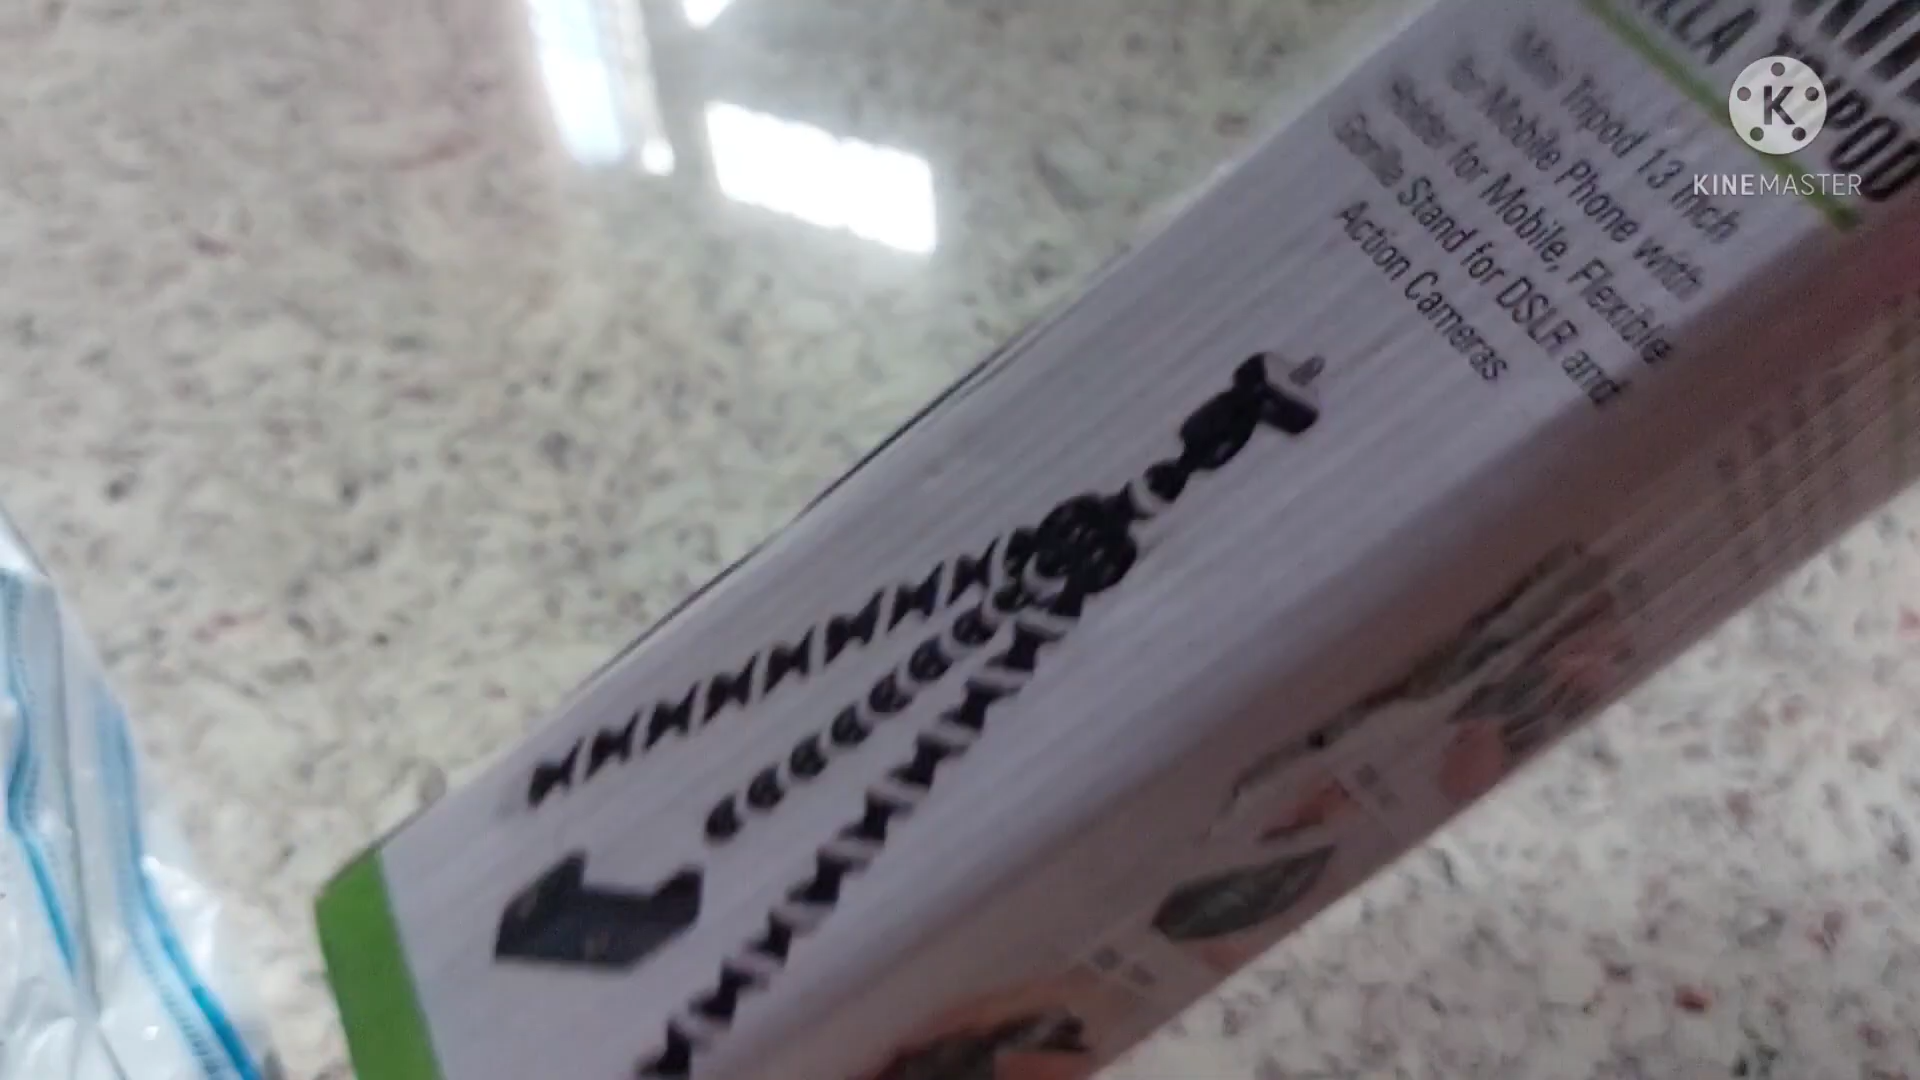 TRIPOD
Mini Tripod 13 Inch
for Mobile Phone with
Holder for Mobile, Flexible
Gorilla Stand for DSLR and
Action Cameras
KINEMASTER